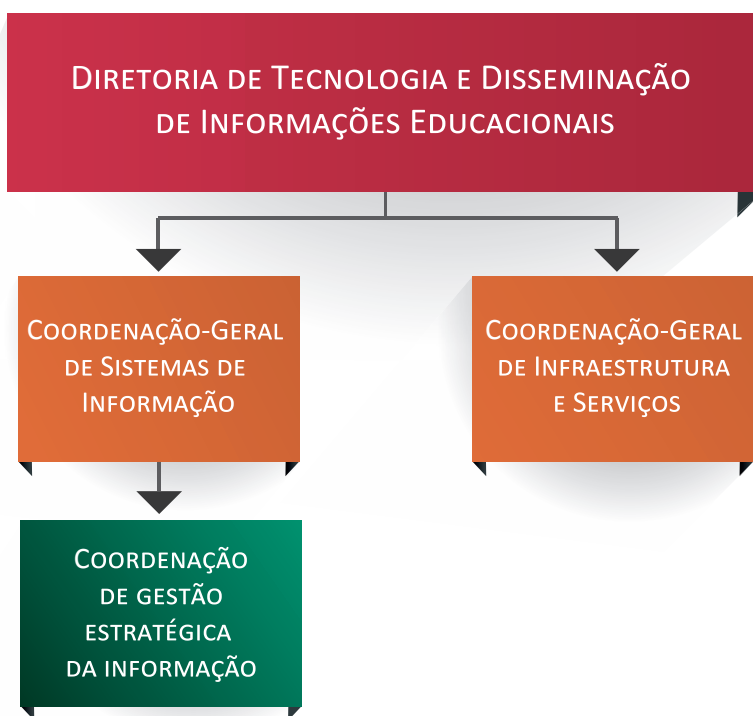 Diretoria de Tecnologia e Disseminação
de Informações Educacionais
Coordenação-Geral
de Sistemas de
Informação
Coordenação-Geral
de Infraestrutura
e Serviços
Coordenação
de gestão
estratégica
da informação